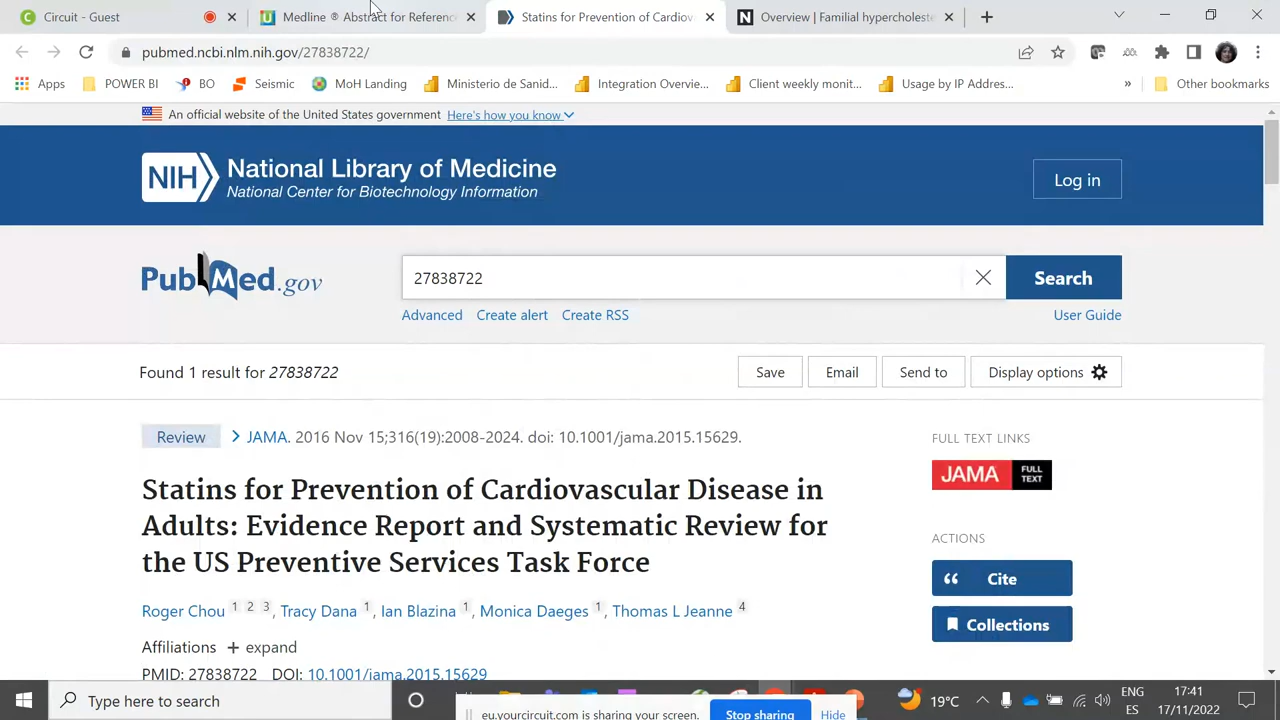 Circuit - Guest
Medline ® Abstract for Referenc
Statins for Prevention of Cardiov
Overview | Familial hypercholeste
pubmed.ncbi.nlm.nih.gov/27838722/
Apps
POWER BI
BO
Seismic
MoH Landing
Ministerio de Sanid...
Integration Overvie...
Client weekly monit...
Usage by IP Addres...
»
Other bookmarks
An official website of the United States government Here's how you know
NIH National Library of Medicine
National Center for Biotechnology Information
Log in
PubMed.gov
27838722
Search
Advanced Create alert Create RSS
User Guide
Found 1 result for 27838722
Save
Email
Send to
Display options
Review
JAMA. 2016 Nov 15;316(19):2008-2024. doi: 10.1001/jama.2015.15629.
Statins for Prevention of Cardiovascular Disease in
Adults: Evidence Report and Systematic Review for
the US Preventive Services Task Force
Roger Chou 1 2 3, Tracy Dana 1, Ian Blazina 1, Monica Daeges 1, Thomas L Jeanne 4
Affiliations + expand
PMID: 27838722 DOI: 10.1001/jama.2015.15629
FULL TEXT LINKS
JAMA FULL TEXT
ACTIONS
Cite
Collections
Type here to search
eu.yourcircuit.com is sharing your screen.
Stop sharing
Hide
19°C
ENG
ES
17:41
17/11/2022